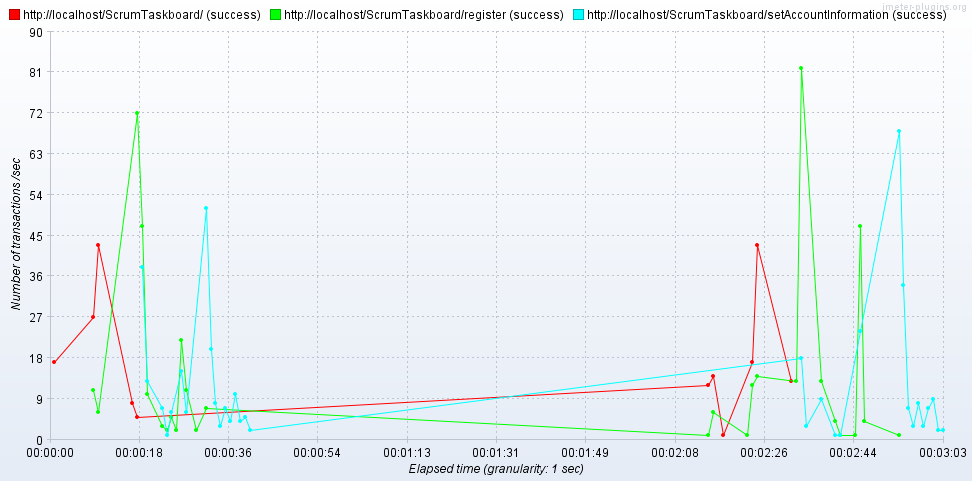 http://localhost/ScrumTaskboard/ (success) http://localhost/ScrumTaskboard/register (success) http://localhost/ScrumTaskboard/setAccountInformation (success)
jmeter-plugins.org
90
81
72
63
54
45
36
27
18
9
0
Number of transactions /sec
00:00:00 00:00:18 00:00:36 00:00:54 00:01:13 00:01:31 00:01:49 00:02:08 00:02:26 00:02:44 00:03:03
Elapsed time (granularity: 1 sec)